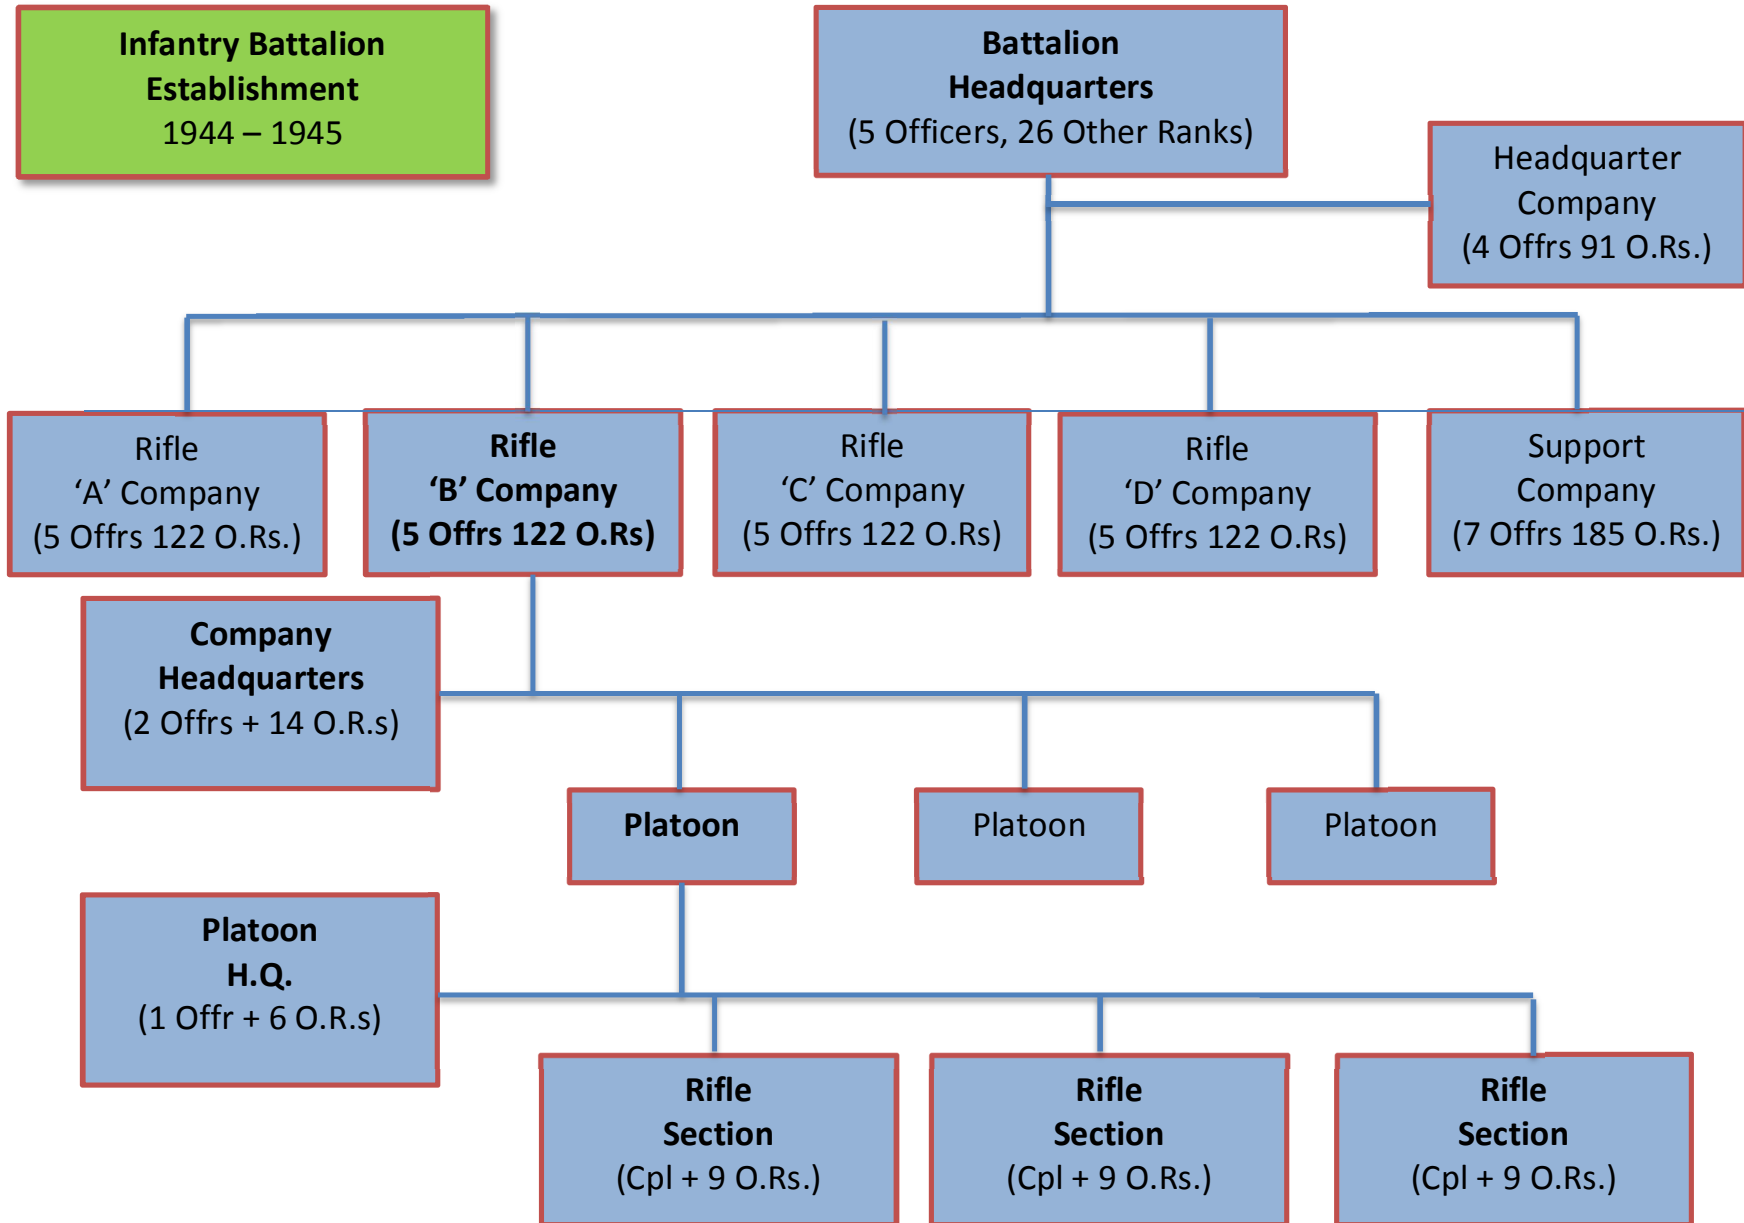 Infantry Battalion
Establishment
1944 – 1945
Battalion
Headquarters
(5 Officers, 26 Other Ranks)
Headquarter
Company
(4 Offrs 91 O.Rs.)
Rifle
‘A’ Company
(5 Offrs 122 O.Rs.)
Rifle
‘B’ Company
(5 Offrs 122 O.Rs)
Rifle
‘C’ Company
(5 Offrs 122 O.Rs)
Rifle
‘D’ Company
(5 Offrs 122 O.Rs)
Support
Company
(7 Offrs 185 O.Rs.)
Company
Headquarters
(2 Offrs + 14 O.R.s)
Platoon
Platoon
Platoon
Platoon
H.Q.
(1 Offr + 6 O.R.s)
Rifle
Section
(Cpl + 9 O.Rs.)
Rifle
Section
(Cpl + 9 O.Rs.)
Rifle
Section
(Cpl + 9 O.Rs.)